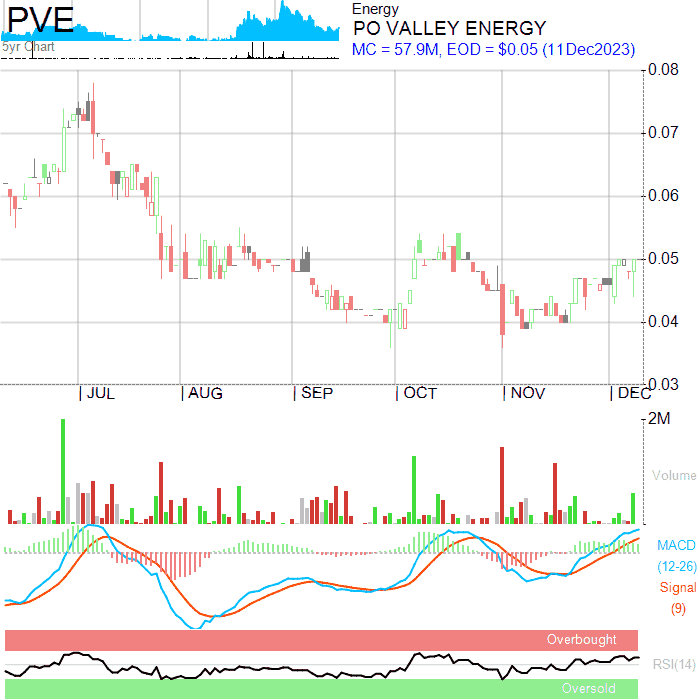 PVE
5yr Chart
Energy
PO VALLEY ENERGY
MC = 57.9M, EOD = $0.05 (11Dec2023)
0.08
0.07
0.06
0.05
0.04
0.03
JUL AUG SEP OCT NOV DEC
2M
Volume
MACD
(12-26)
Signal
(9)
Overbought
RSI(14)
Oversold